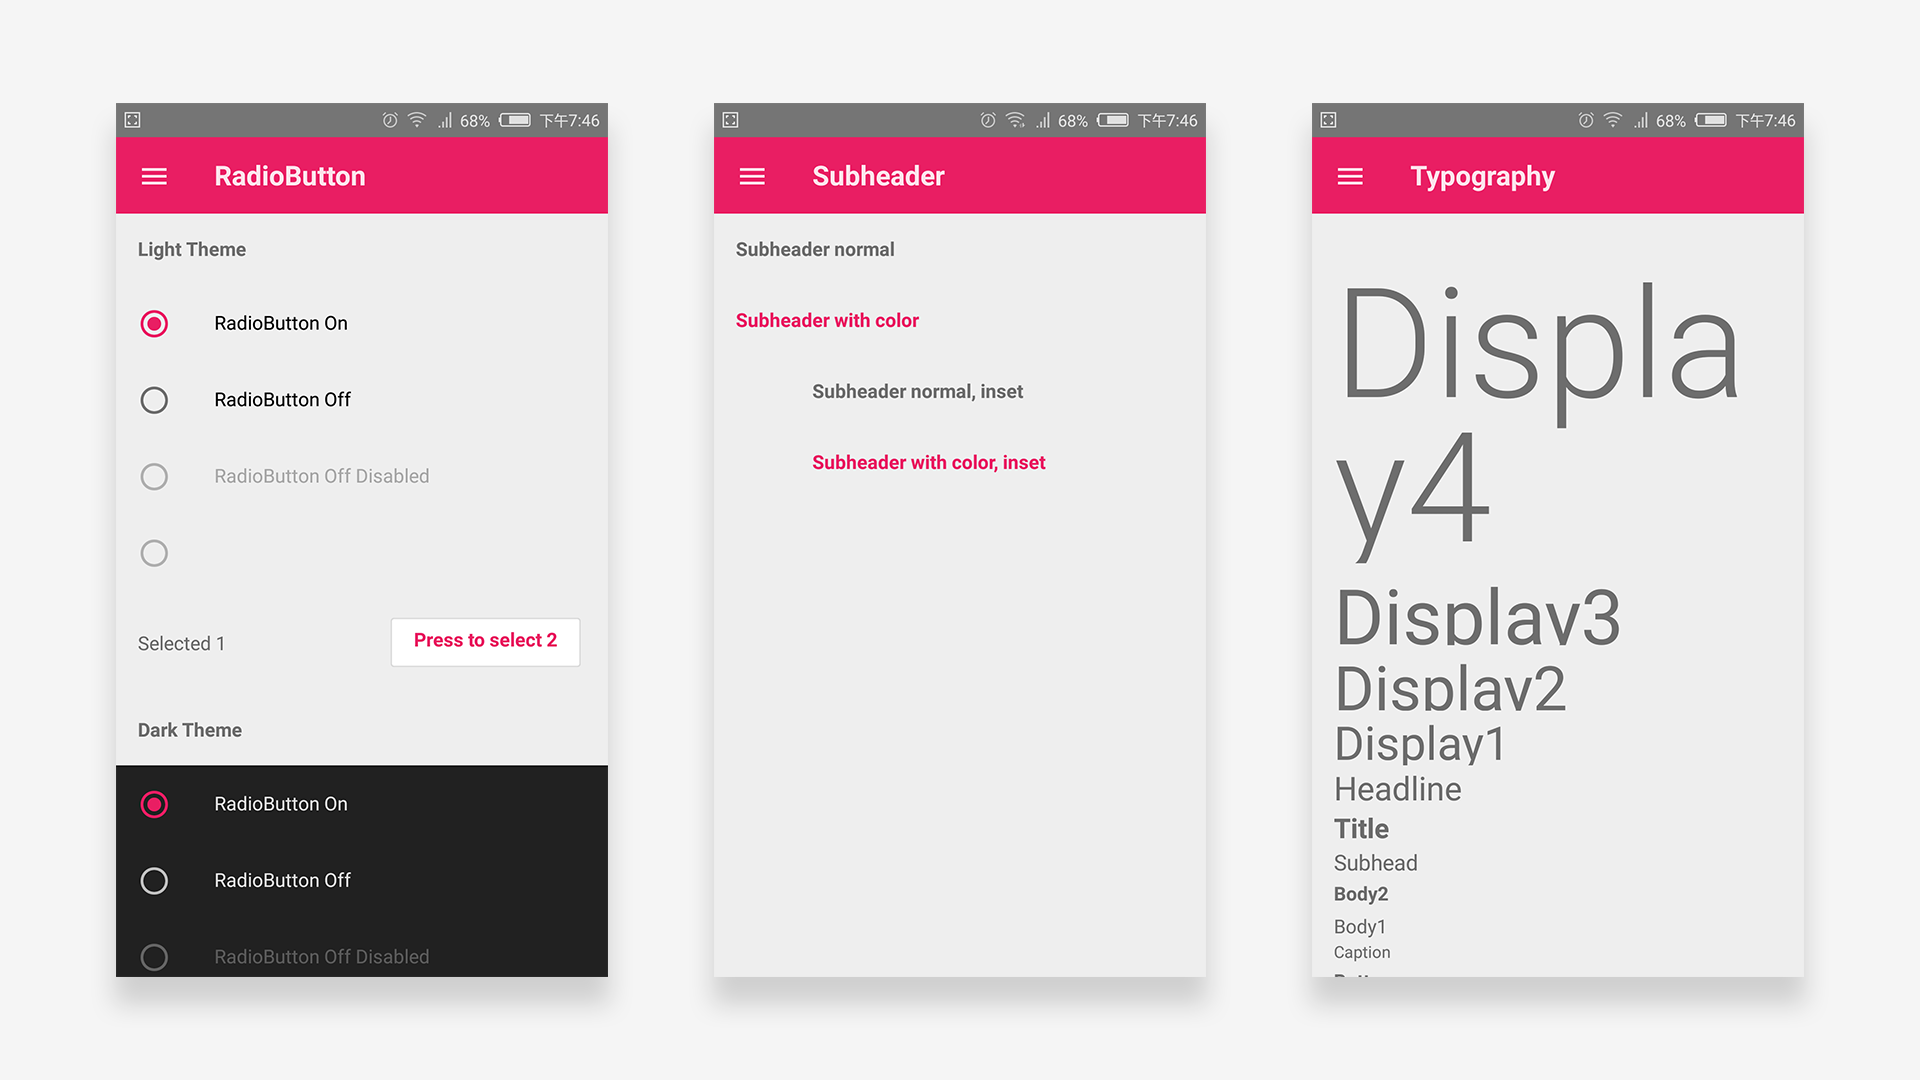 68% 下午7:46
RadioButton
Light Theme
RadioButton On
RadioButton Off
RadioButton Off Disabled
Selected 1
Press to select 2
Dark Theme
RadioButton On
RadioButton Off
RadioButton Off Disabled
68% 下午7:46
Subheader
Subheader normal
Subheader with color
Subheader normal, inset
Subheader with color, inset
68% 下午7:46
Typography
Displa
y4
Display3
Display2
Display1
Headline
Title
Subhead
Body2
Body1
Caption